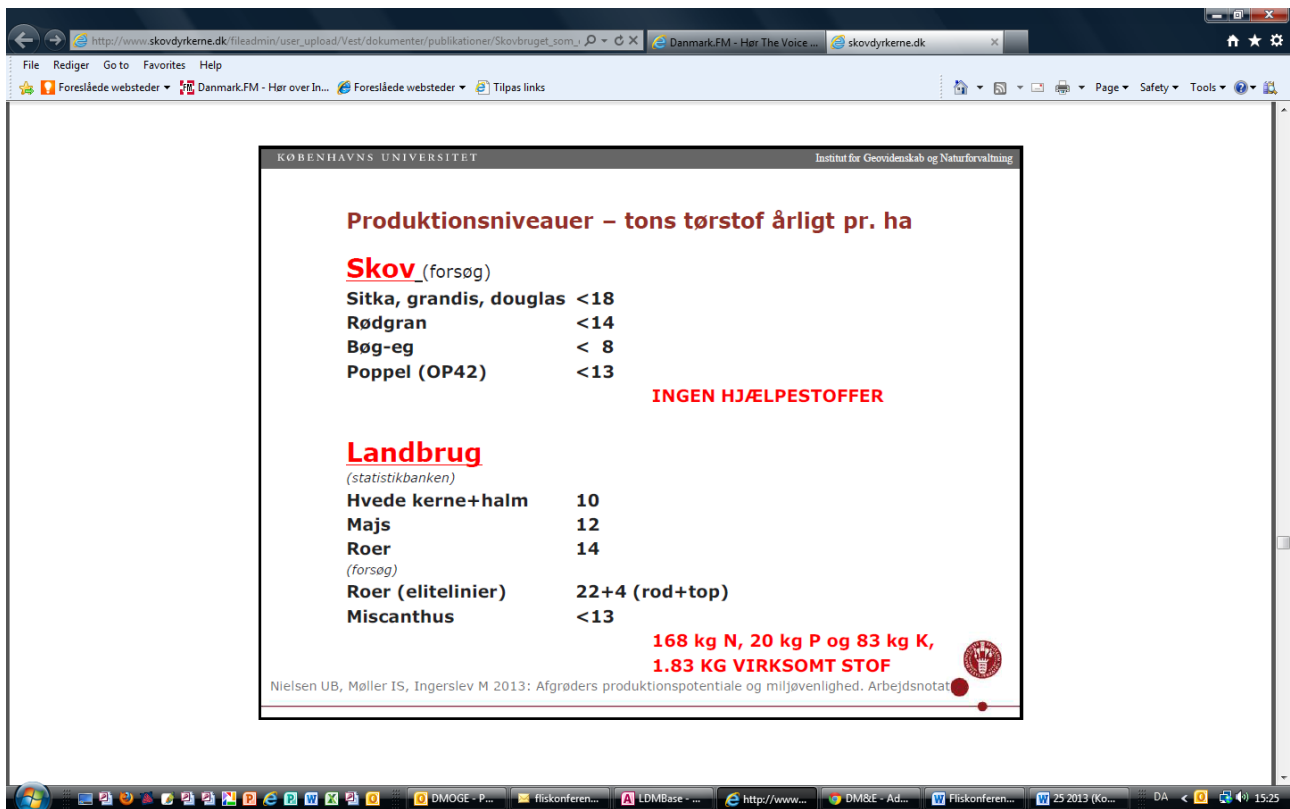 http://www.skovdyrkerne.dk/fileadmin/user_upload/Vest/dokumenter/publikationer/Skovbruget_som_
Danmark.FM - Hør The Voice ...
skovdyrkerne.dk
File Rediger Go to Favorites Help
Foreslåede websteder Danmark.FM - Hør over In... Foreslåede websteder Tilpas links
Page Safety Tools
KØBENHAVNS UNIVERSITET
Institut for Geovidenskab og Naturforvaltning
Produktionsniveauer – tons tørstof årligt pr. ha
Skov (forsøg)
Sitka, grandis, douglas <18
Rødgran <14
Bøg-eg < 8
Poppel (OP42) <13
INGEN HJÆLPESTOFFER
Landbrug
(statistikbanken)
Hvede kerne+halm 10
Majs 12
Roer 14
(forsøg)
Roer (elitelinier) 22+4 (rod+top)
Miscanthus <13
168 kg N, 20 kg P og 83 kg K,
1.83 KG VIRKSOMT STOF
Nielsen UB, Møller IS, Ingerslev M 2013: Afgrøders produktionspotentiale og miljøvenlighed. Arbejdsnotat
DMOGE - P... fliskonferen... LDMBase - ... http://www... DM&E - Ad... Fliskonferen... 25 2013 (Ko... DA 15:25